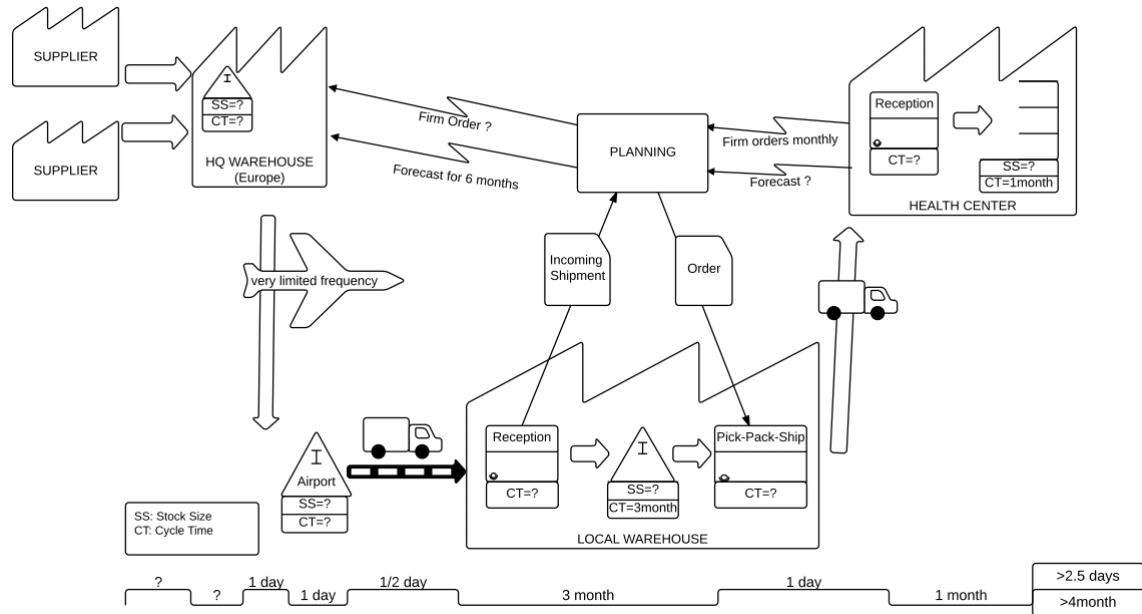 SUPPLIER
SUPPLIER
I
SS=?
CT=?
HQ WAREHOUSE
(Europe)
Firm Order ?
Forecast for 6 months
PLANNING
Firm orders monthly
Forecast ?
Reception
CT=?
SS=?
CT=1month
HEALTH CENTER
very limited frequency
Incoming
Shipment
Order
I
Airport
SS=?
CT=?
Reception
CT=?
I
SS=?
CT=3month
Pick-Pack-Ship
CT=?
LOCAL WAREHOUSE
SS: Stock Size
CT: Cycle Time
?
?
1 day
1 day
1/2 day
3 month
1 day
1 month
>2.5 days
>4month